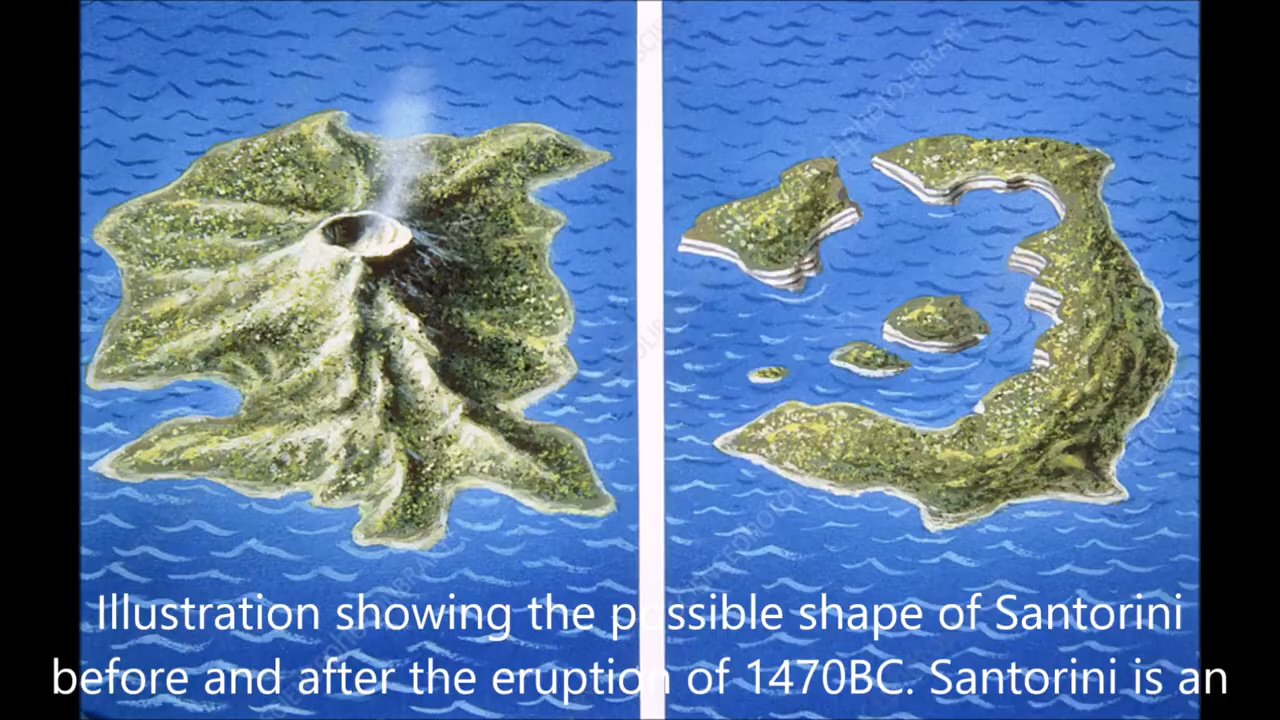 Illustration showing the possible shape of Santorini
before and after the eruption of 1470BC. Santorini is an